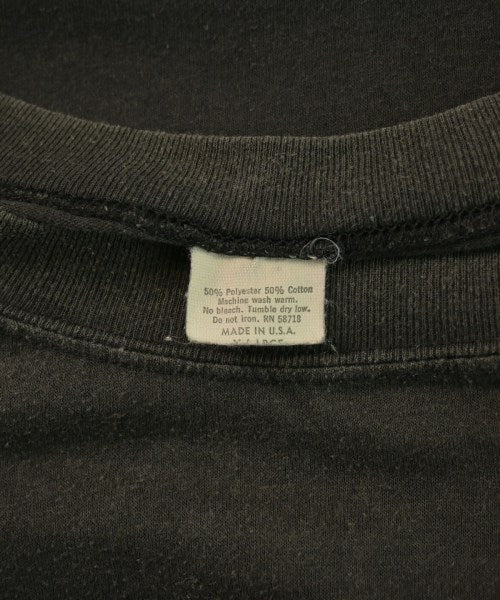 50% Polyester 50% Cotton
Machine wash warm.
No bleach. Tumble dry low.
Do not iron. RN 58718
MADE IN U.S.A.
X-LARGE